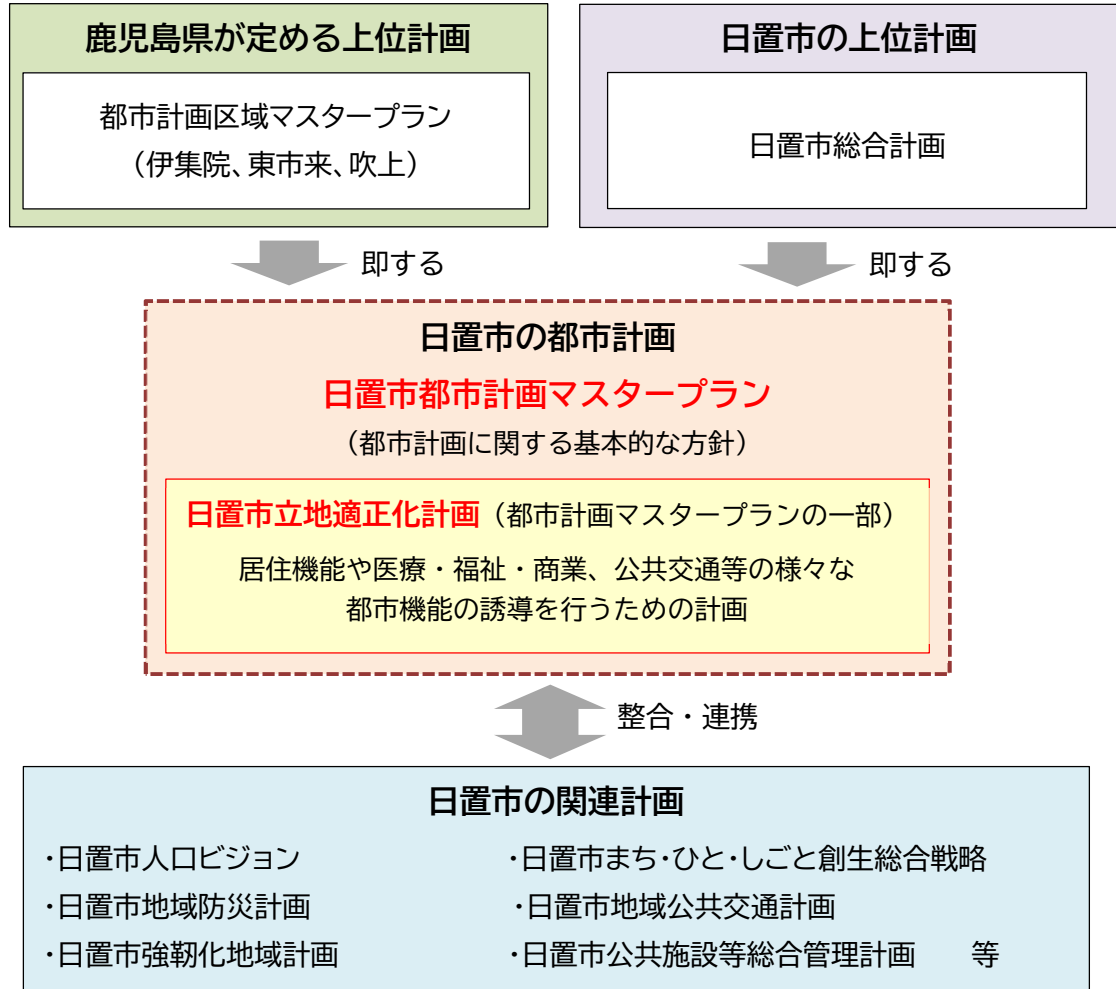 鹿児島県が定める上位計画
都市計画区域マスタープラン
（伊集院、東市来、吹上）
日置市の上位計画
日置市総合計画
即する
即する
日置市の都市計画
日置市都市計画マスタープラン
（都市計画に関する基本的な方針）
日置市立地適正化計画（都市計画マスタープランの一部）
居住機能や医療・福祉・商業、公共交通等の様々な
都市機能の誘導を行うための計画
整合・連携
日置市の関連計画
・日置市人口ビジョン
・日置市まち・ひと・しごと創生総合戦略
・日置市地域防災計画
・日置市地域公共交通計画
・日置市強靭化地域計画
・日置市公共施設等総合管理計画 等